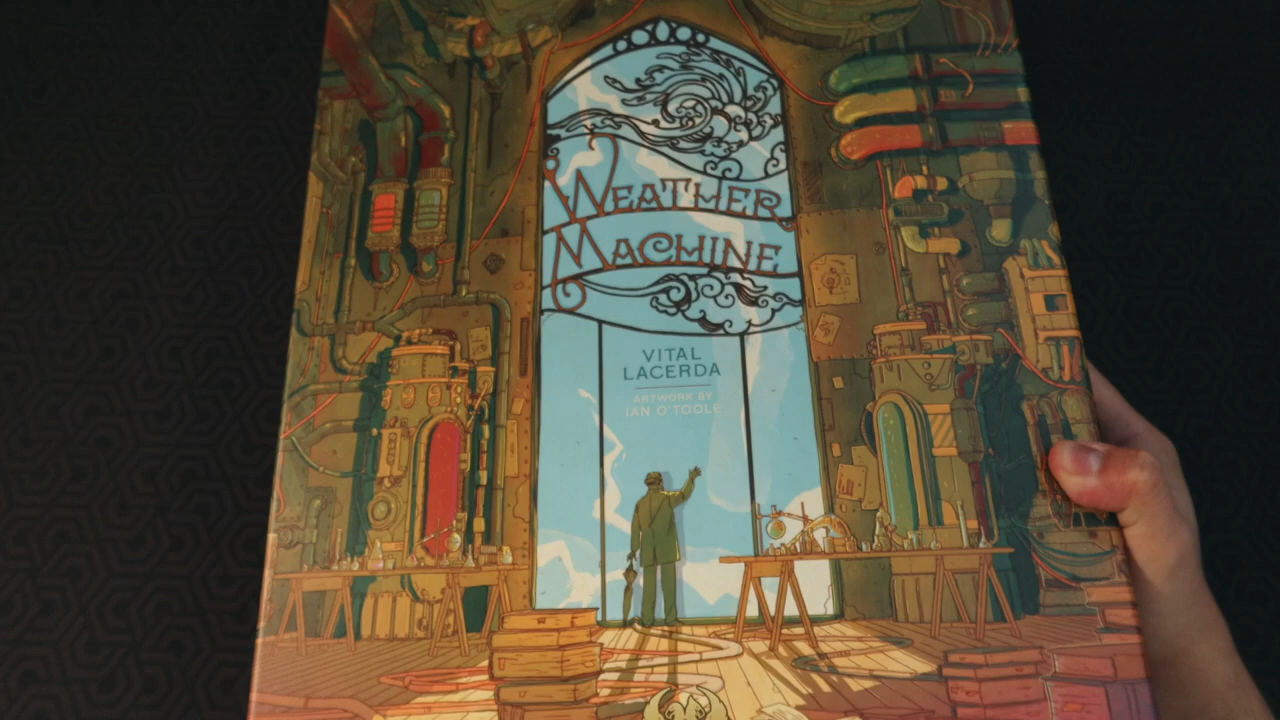 WEATHER
MACHINE
VITAL
LACERDA
ARTWORK BY
IAN O'TOOLE